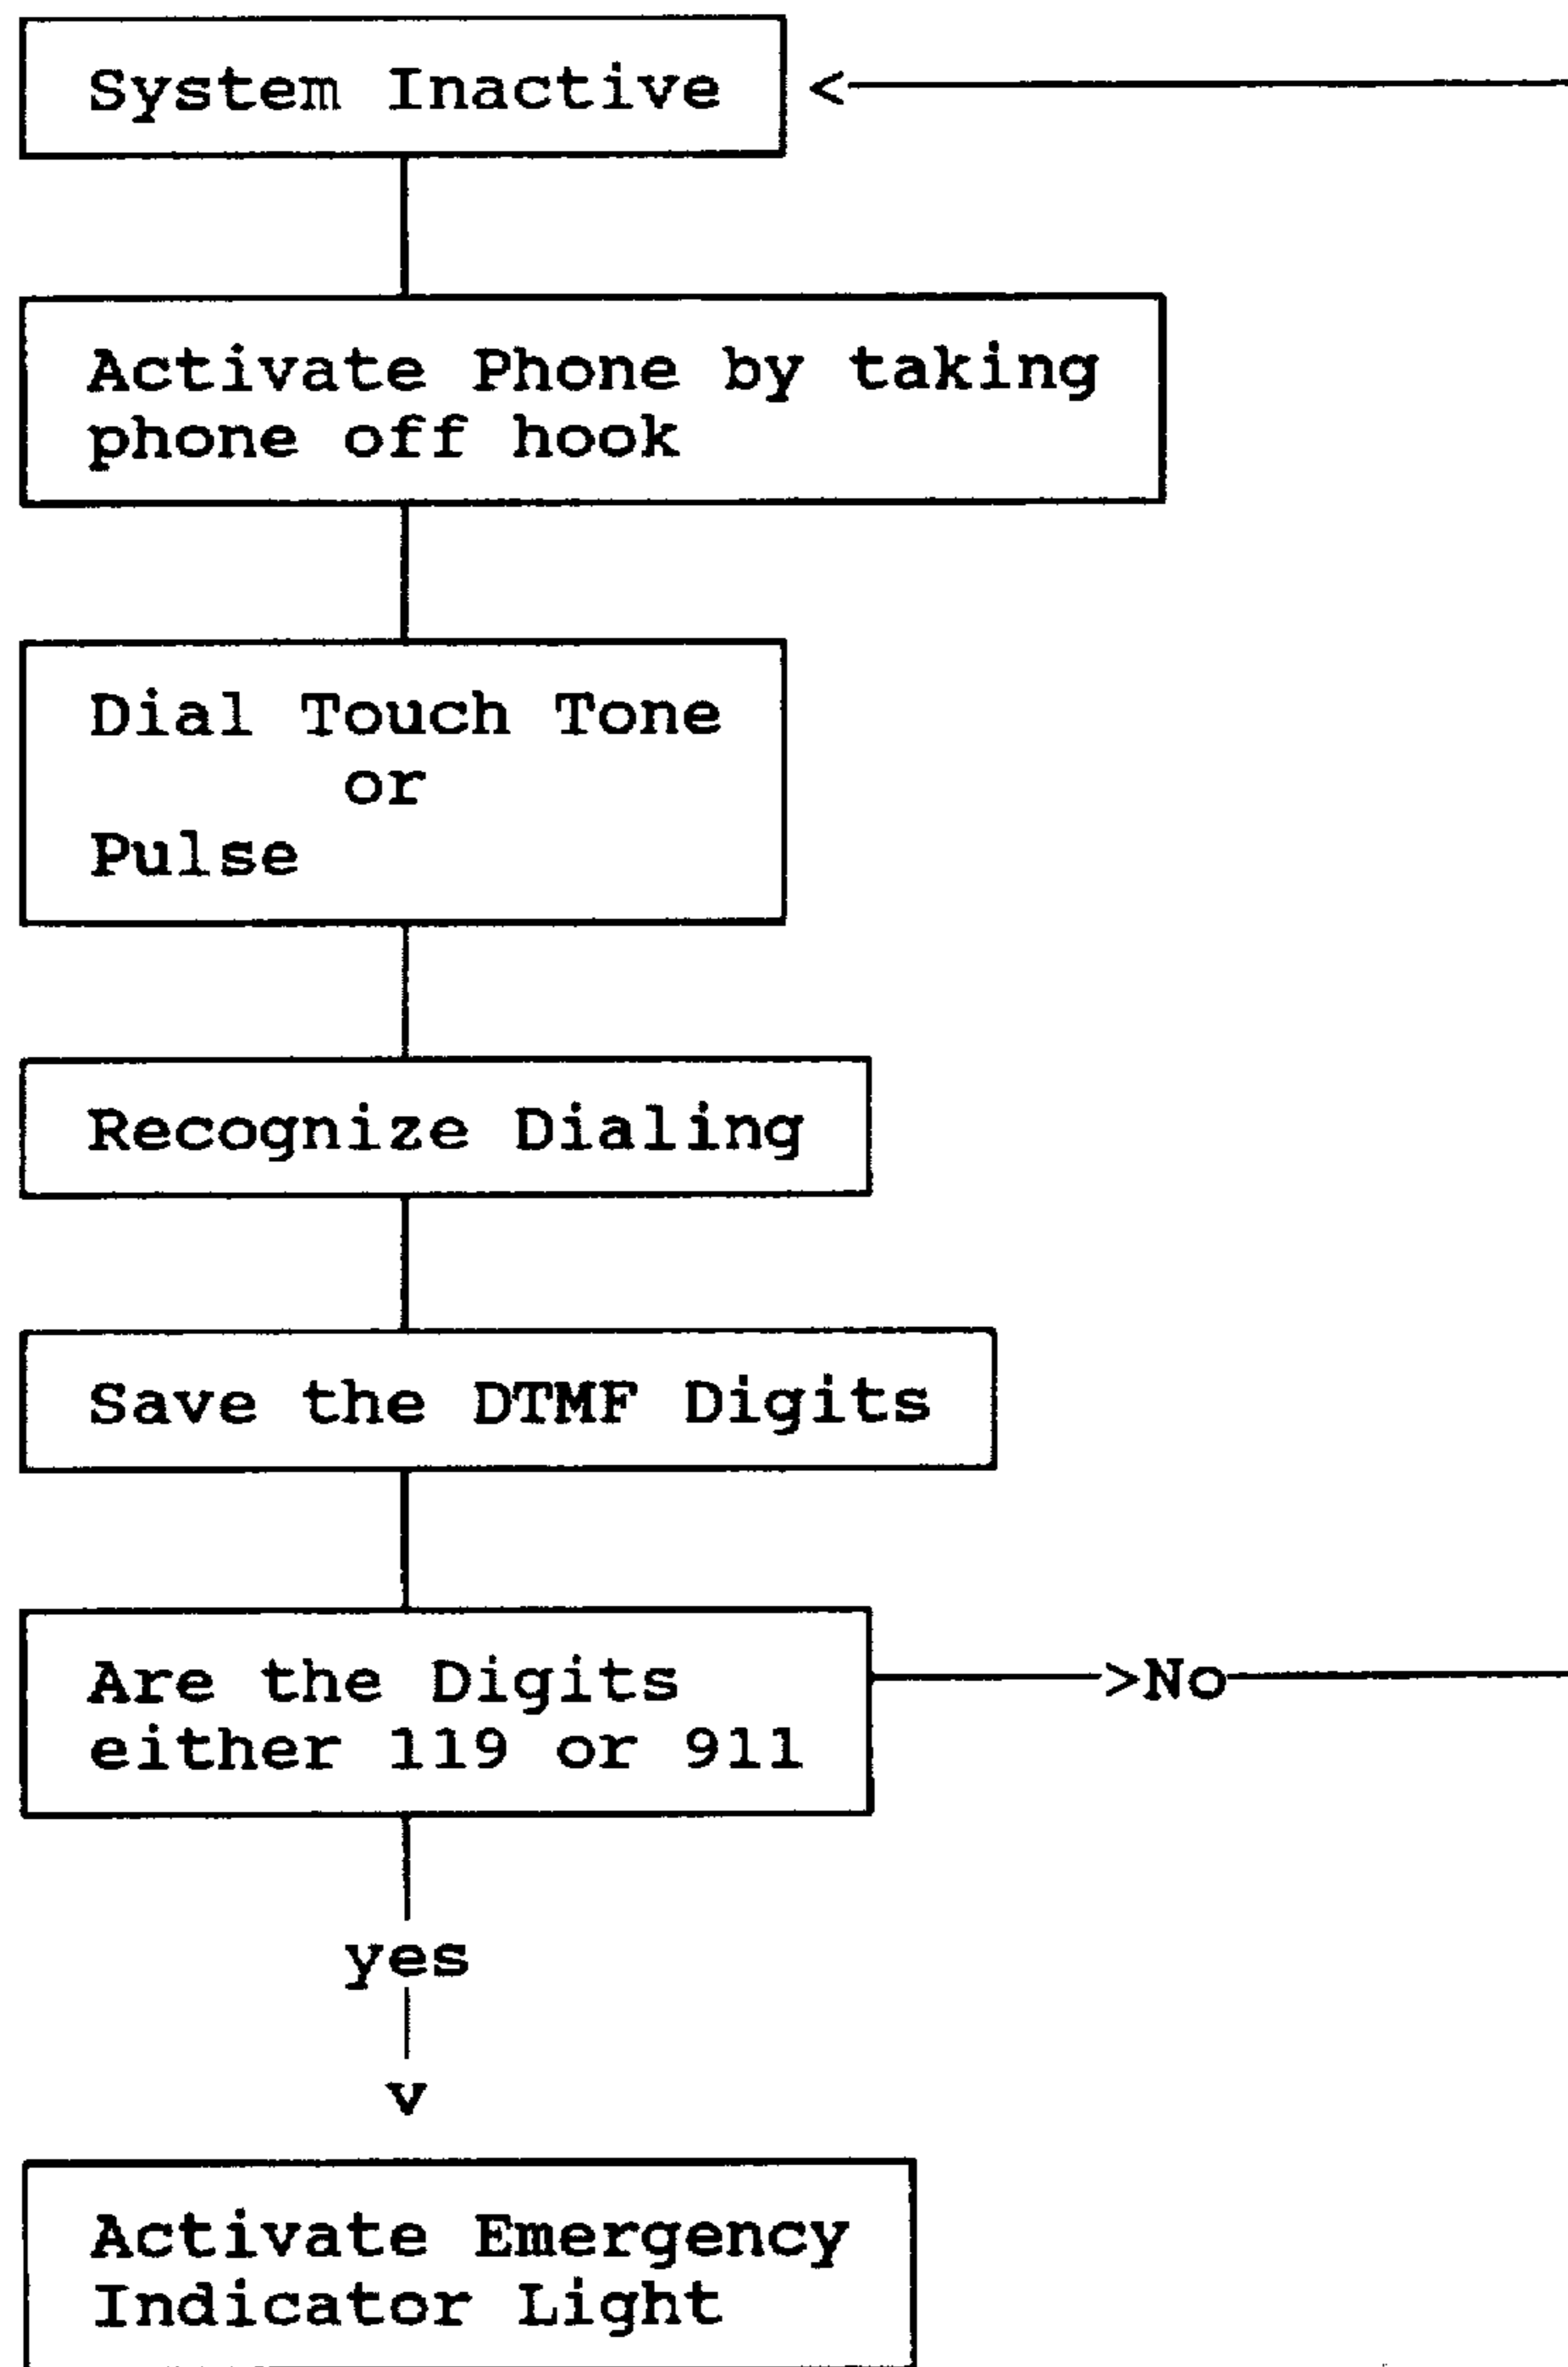 System Inactive
Activate Phone by taking
phone off hook
Dial Touch Tone
or
Pulse
Recognize Dialing
Save the DTMF Digits
Are the Digits
either 119 or 911
>No
yes
v
Activate Emergency
Indicator Light